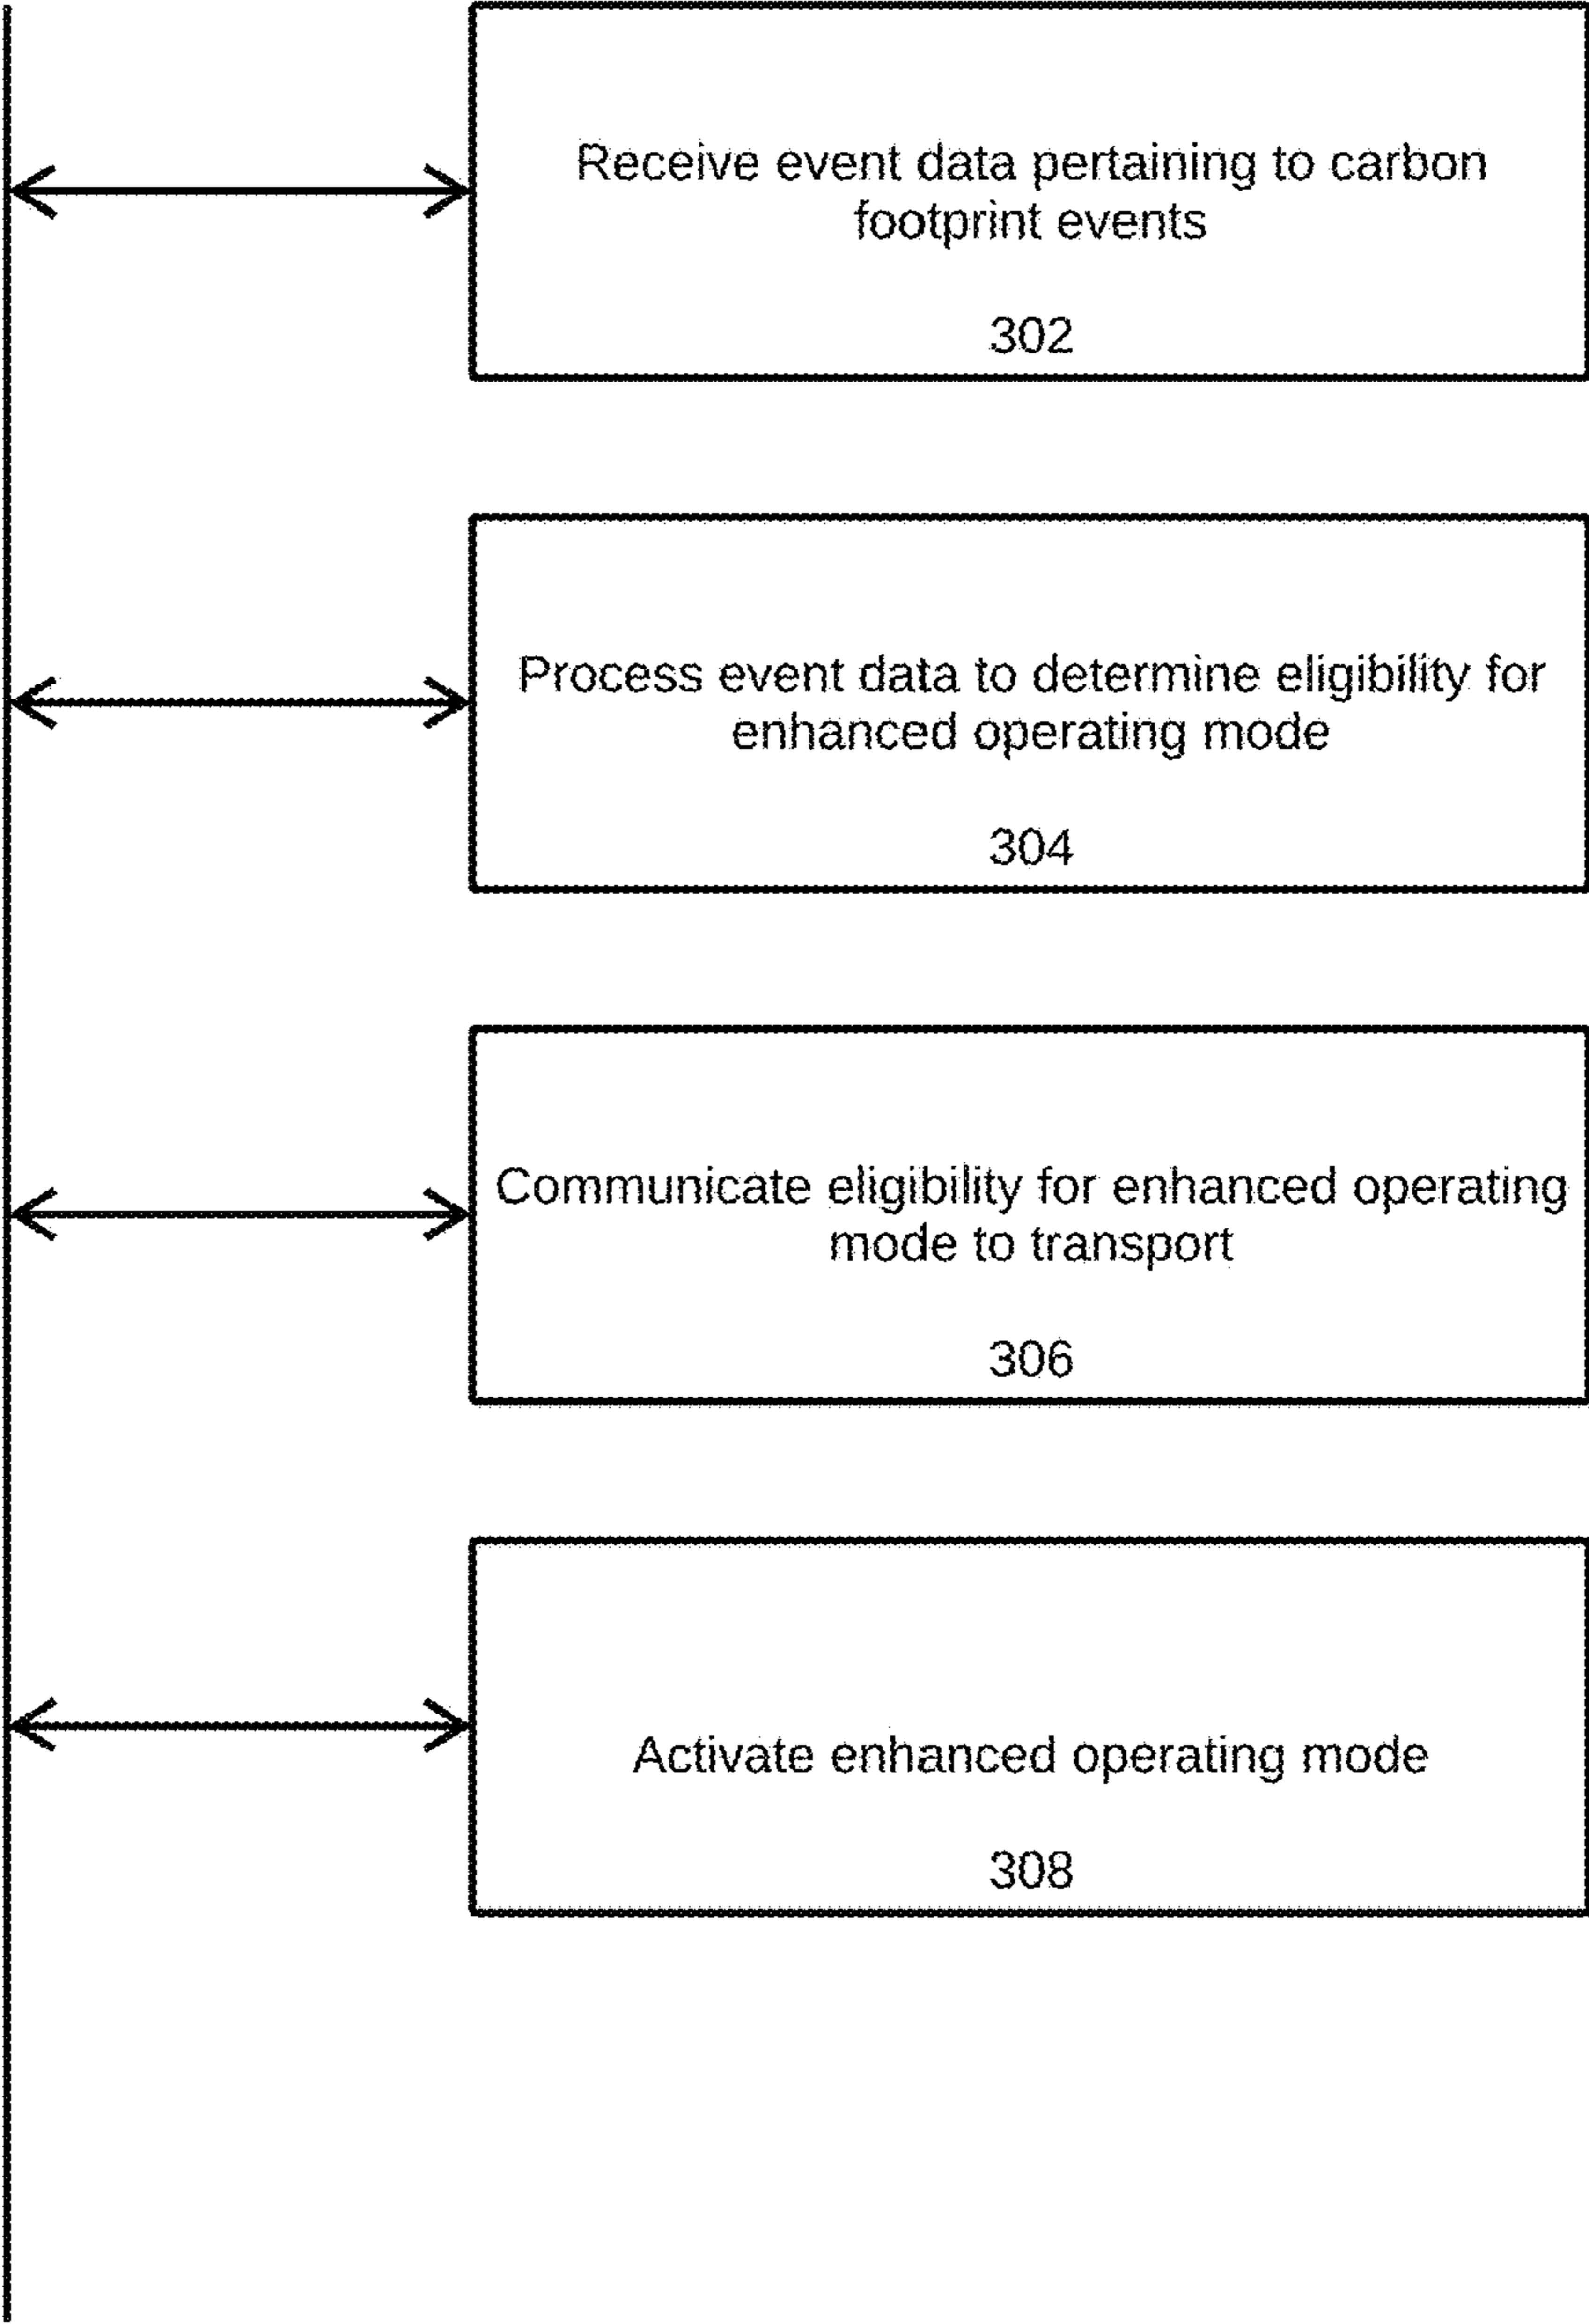 Receive event data pertaining to carbon
footprint events
302
Process event data to determine eligibility for
enhanced operating mode
304
Communicate eligibility for enhanced operating
mode to transport
306
Activate enhanced operating mode
308